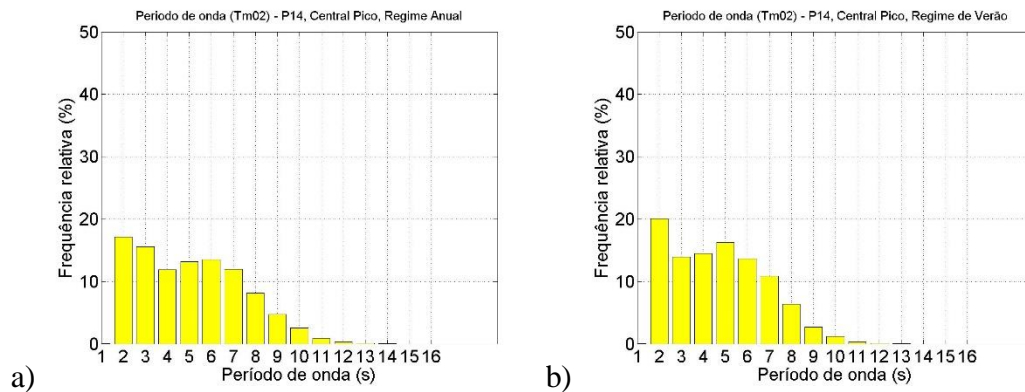 Periodo de onda (Tm02) - P14, Central Pico, Regime Anual
50
40
30
20
10
0
Frequência relativa (%)
1 2 3 4 5 6 7 8 9 10 11 12 13 14 15 16
Período de onda (s)
a)
Periodo de onda (Tm02) - P14, Central Pico, Regime de Verão
50
40
30
20
10
0
Frequência relativa (%)
1 2 3 4 5 6 7 8 9 10 11 12 13 14 15 16
Período de onda (s)
b)